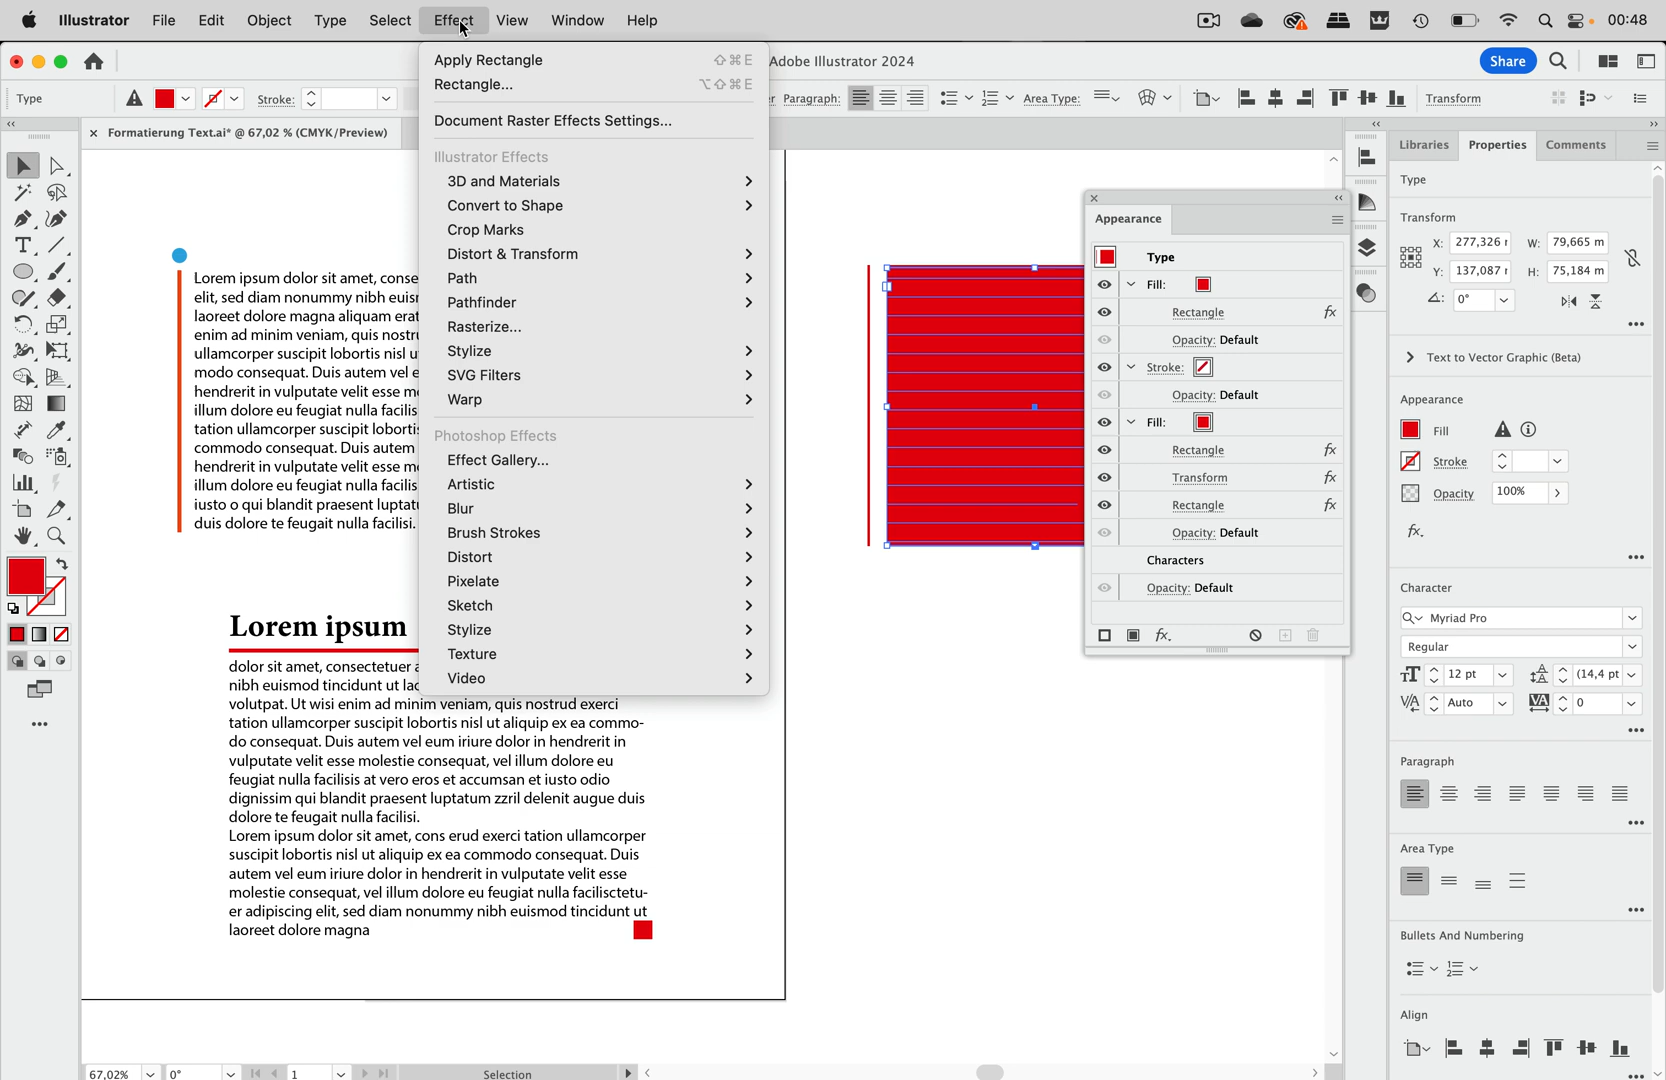 Illustrator File Edit Object Type Select Effect View Window Help 00:48
Adobe Illustrator 2024 Share
Type Stroke: Paragraph: Area Type: Transform
Formatierung Text.ai* @ 67,02 % (CMYK/Preview)
Apply Rectangle ⇧⌘E
Rectangle... ⌥⇧⌘E
Document Raster Effects Settings...
Illustrator Effects
3D and Materials
Convert to Shape
Crop Marks
Distort & Transform
Path
Pathfinder
Rasterize...
Stylize
SVG Filters
Warp
Photoshop Effects
Effect Gallery...
Artistic
Blur
Brush Strokes
Distort
Pixelate
Sketch
Stylize
Texture
Video
Lorem ipsum dolor sit amet,
elit, sed diam nonummy nibh
laoreet dolore magna aliquam erat
enim ad minim veniam, quis
ullamcorper suscipit lobortis nisl
modo consequat. Duis autem vel
hendrerit in vulputate velit esse
illum dolore eu feugiat nulla
tation ullamcorper suscipit
commodo consequat. Duis
hendrerit in vulputate velit esse
illum dolore eu feugiat nulla
iusto o qui blandit praesent
duis dolore te feugait nulla facilisi.
Lorem ipsum
dolor sit amet, consectetuer
nibh euismod tincidunt ut
volutpat. Ut wisi enim ad minim veniam, quis nostrud exerci
tation ullamcorper suscipit lobortis nisl ut aliquip ex ea commo-
do consequat. Duis autem vel eum iriure dolor in hendrerit in
vulputate velit esse molestie consequat, vel illum dolore eu
feugiat nulla facilisis at vero eros et accumsan et iusto odio
dignissim qui blandit praesent luptatum zzril delenit augue duis
dolore te feugait nulla facilisi.
Lorem ipsum dolor sit amet, cons erud exerci tation ullamcorper
suscipit lobortis nisl ut aliquip ex ea commodo consequat. Duis
autem vel eum iriure dolor in hendrerit in vulputate velit esse
molestie consequat, vel illum dolore eu feugiat nulla facilisctetu-
er adipiscing elit, sed diam nonummy nibh euismod tincidunt ut
laoreet dolore magna
Appearance
Type
Fill:
Rectangle fx
Opacity: Default
Stroke:
Opacity: Default
Fill:
Rectangle fx
Transform fx
Rectangle fx
Opacity: Default
Characters
Opacity: Default
fx.
Libraries Properties Comments
Type
Transform
X: 277,326 W: 79,665 m
Y: 137,087 H: 75,184 m
0°
Text to Vector Graphic (Beta)
Appearance
Fill
Stroke
Opacity 100%
fx.
Character
Myriad Pro
Regular
12 pt (14,4 pt
Auto 0
Paragraph
Area Type
Bullets And Numbering
Align
67,02% 0° 1 Selection